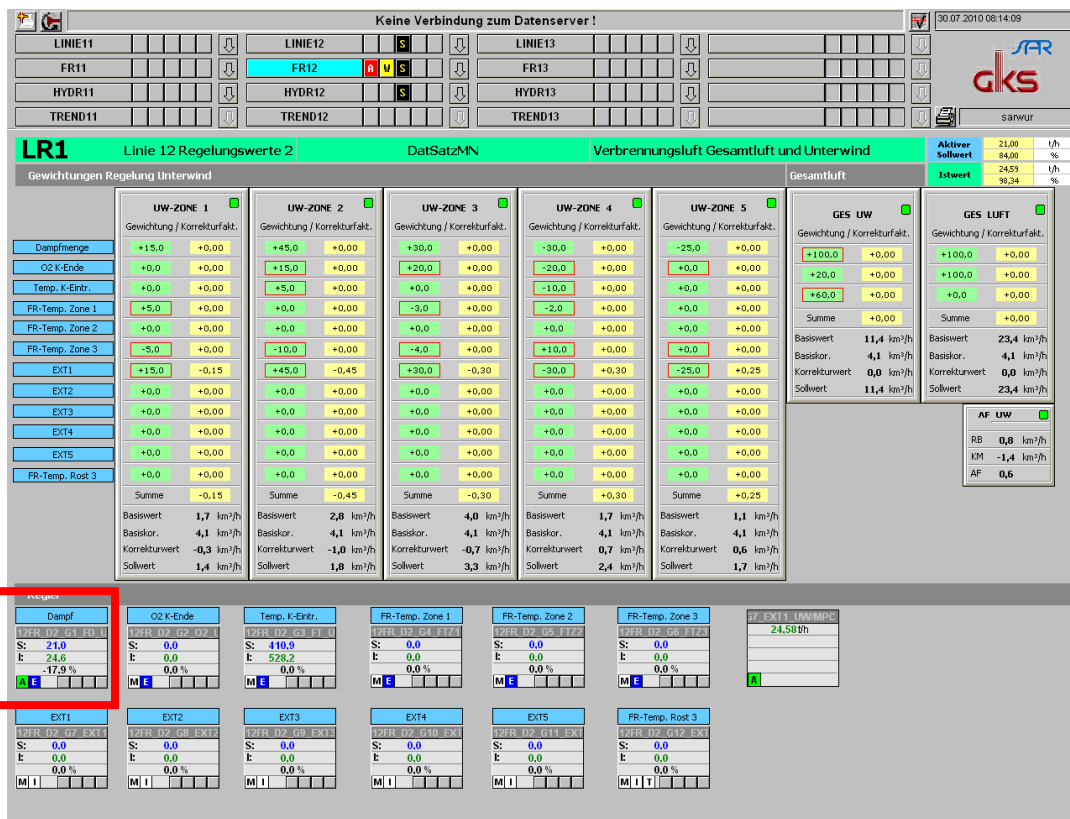 Keine Verbindung zum Datenserver !
30.07.2010 08:14:09
LINIE11 LINIE12 S LINIE13
FR11 FR12 A W S FR13
HYDR11 HYDR12 S HYDR13
TREND11 TREND12 TREND13
SAR
gks
sarwur
LR1 Linie 12 Regelungswerte 2 DatSatzMN Verbrennungsluft Gesamtluft und Unterwind
Aktiver Sollwert 21,00 t/h
84,00 %
Istwert 24,59 t/h
98,34 %
Gewichtungen Regelung Unterwind Gesamtluft
UW-ZONE 1 UW-ZONE 2 UW-ZONE 3 UW-ZONE 4 UW-ZONE 5 GES UW GES LUFT
Gewichtung / Korrekturfakt. Gewichtung / Korrekturfakt. Gewichtung / Korrekturfakt. Gewichtung / Korrekturfakt. Gewichtung / Korrekturfakt. Gewichtung / Korrekturfakt. Gewichtung / Korrekturfakt.
Dampfmenge +15,0 +0,00 +45,0 +0,00 +30,0 +0,00 -30,0 +0,00 -25,0 +0,00 +100,0 +0,00 +100,0 +0,00
O2 K-Ende +0,0 +0,00 +15,0 +0,00 +20,0 +0,00 -20,0 +0,00 +0,0 +0,00 +20,0 +0,00 +100,0 +0,00
Temp. K-Eintr. +0,0 +0,00 +5,0 +0,00 +0,0 +0,00 -10,0 +0,00 +0,0 +0,00 +60,0 +0,00 +0,0 +0,00
FR-Temp. Zone 1 +5,0 +0,00 +0,0 +0,00 -3,0 +0,00 -2,0 +0,00 +0,0 +0,00 Summe +0,00 Summe +0,00
FR-Temp. Zone 2 +0,0 +0,00 +0,0 +0,00 +0,0 +0,00 +0,0 +0,00 +0,0 +0,00 Basiswert 11,4 km³/h Basiswert 23,4 km³/h
FR-Temp. Zone 3 -5,0 +0,00 -10,0 +0,00 -4,0 +0,00 +10,0 +0,00 +0,0 +0,00 Basiskor. 4,1 km³/h Basiskor. 4,1 km³/h
EXT1 +15,0 -0,15 +45,0 -0,45 +30,0 -0,30 -30,0 +0,30 -25,0 +0,25 Korrekturwert 0,0 km³/h Korrekturwert 0,0 km³/h
EXT2 +0,0 +0,00 +0,0 +0,00 +0,0 +0,00 +0,0 +0,00 +0,0 +0,00 Sollwert 11,4 km³/h Sollwert 23,4 km³/h
EXT3 +0,0 +0,00 +0,0 +0,00 +0,0 +0,00 +0,0 +0,00 +0,0 +0,00 AF UW
EXT4 +0,0 +0,00 +0,0 +0,00 +0,0 +0,00 +0,0 +0,00 +0,0 +0,00 RB 0,8 km³/h
EXT5 +0,0 +0,00 +0,0 +0,00 +0,0 +0,00 +0,0 +0,00 +0,0 +0,00 KM -1,4 km³/h
FR-Temp. Rost 3 +0,0 +0,00 +0,0 +0,00 +0,0 +0,00 +0,0 +0,00 +0,0 +0,00 AF 0,6
Summe -0,15 Summe -0,45 Summe -0,30 Summe +0,30 Summe +0,25
Basiswert 1,7 km³/h Basiswert 2,8 km³/h Basiswert 4,0 km³/h Basiswert 1,7 km³/h Basiswert 1,1 km³/h
Basiskor. 4,1 km³/h Basiskor. 4,1 km³/h Basiskor. 4,1 km³/h Basiskor. 4,1 km³/h Basiskor. 4,1 km³/h
Korrekturwert -0,3 km³/h Korrekturwert -1,0 km³/h Korrekturwert -0,7 km³/h Korrekturwert 0,7 km³/h Korrekturwert 0,6 km³/h
Sollwert 1,4 km³/h Sollwert 1,8 km³/h Sollwert 3,3 km³/h Sollwert 2,4 km³/h Sollwert 1,7 km³/h
Regler
Dampf O2 K-Ende Temp. K-Eintr. FR-Temp. Zone 1 FR-Temp. Zone 2 FR-Temp. Zone 3
12FR_D2_G1_FD_U 12FR_D2_G2_O2_U 12FR_D2_G3_FT_U 12FR_D2_G4_FTZ1 12FR_D2_G5_FTZ2 12FR_D2_G6_FTZ3 G7_EXT1_UW/MPC
S: 21,0 S: 0,0 S: 410,9 S: 0,0 S: 0,0 S: 0,0 24,58 t/h
I: 24,6 I: 0,0 I: 528,2 I: 0,0 I: 0,0 I: 0,0
-17,9 % 0,0 % 0,0 % 0,0 % 0,0 % 0,0 %
A E M E M E M E M E M E A
EXT1 EXT2 EXT3 EXT4 EXT5 FR-Temp. Rost 3
12FR_D2_G7_EXT1 12FR_D2_G8_EXT2 12FR_D2_G9_EXT3 12FR_D2_G10_EXT 12FR_D2_G11_EXT 12FR_D2_G12_EXT
S: 0,0 S: 0,0 S: 0,0 S: 0,0 S: 0,0 S: 0,0
I: 0,0 I: 0,0 I: 0,0 I: 0,0 I: 0,0 I: 0,0
0,0 % 0,0 % 0,0 % 0,0 % 0,0 % 0,0 %
M I M I M I M I M I M I T